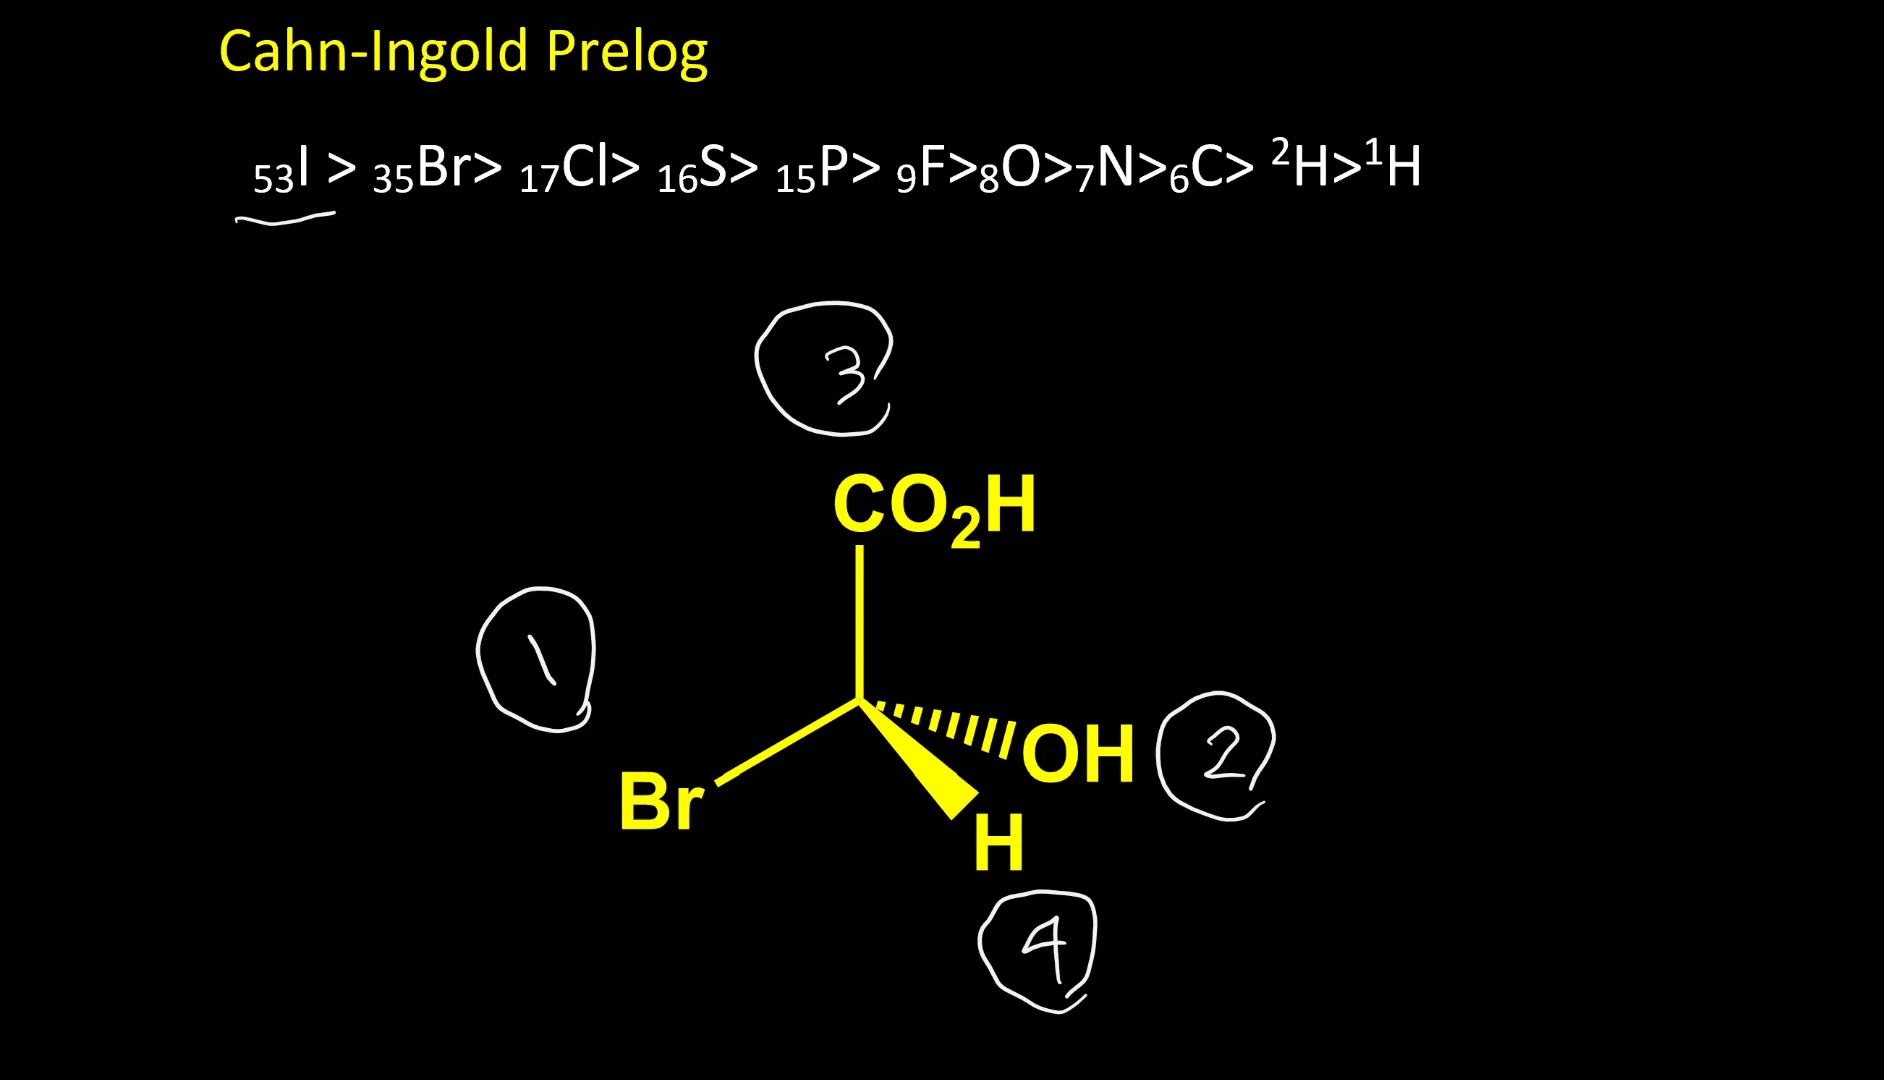 Cahn-Ingold Prelog
₅₃I > ₃₅Br> ₁₇Cl> ₁₆S> ₁₅P> ₉F>₈O>₇N>₆C> ²H>¹H
3
CO₂H
1
OH
2
Br
H
4